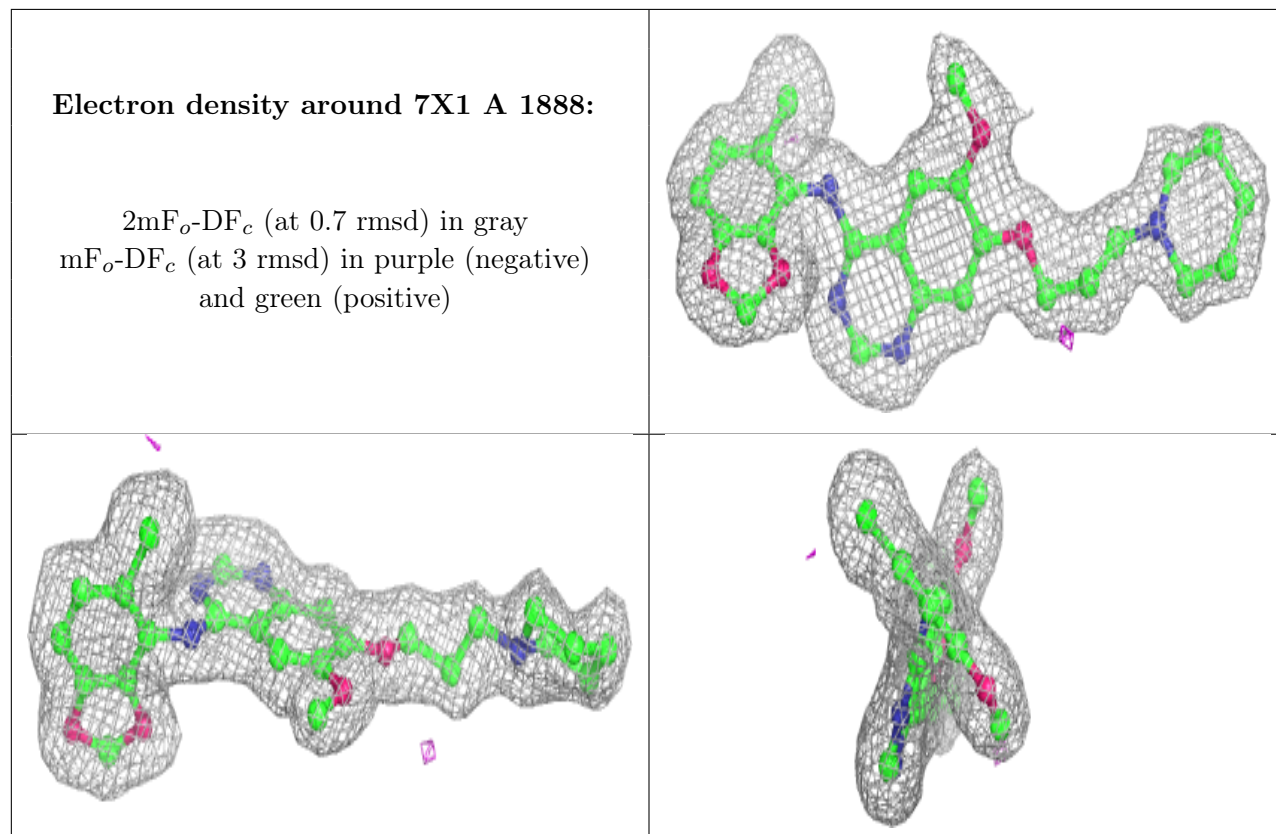 Electron density around 7X1 A 1888:
2mFo-DFc (at 0.7 rmsd) in gray
mFo-DFc (at 3 rmsd) in purple (negative)
and green (positive)